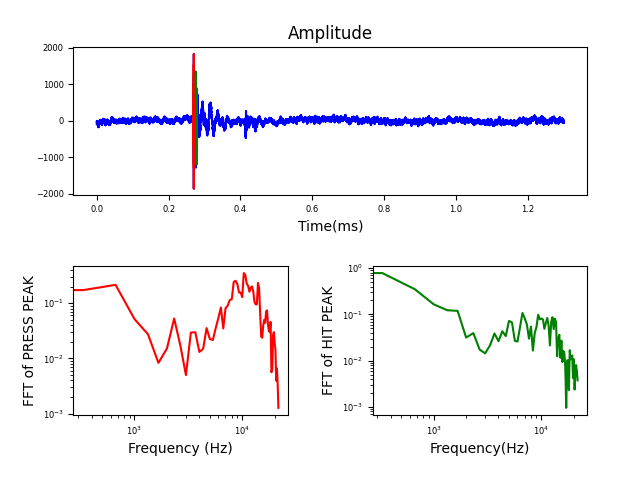 Amplitude
2000
1000
0
−1000
−2000
0.0 0.2 0.4 0.6 0.8 1.0 1.2
Time(ms)
FFT of PRESS PEAK
10⁻¹
10⁻²
10⁻³
10³ 10⁴
Frequency (Hz)
FFT of HIT PEAK
10⁰
10⁻¹
10⁻²
10⁻³
10³ 10⁴
Frequency(Hz)